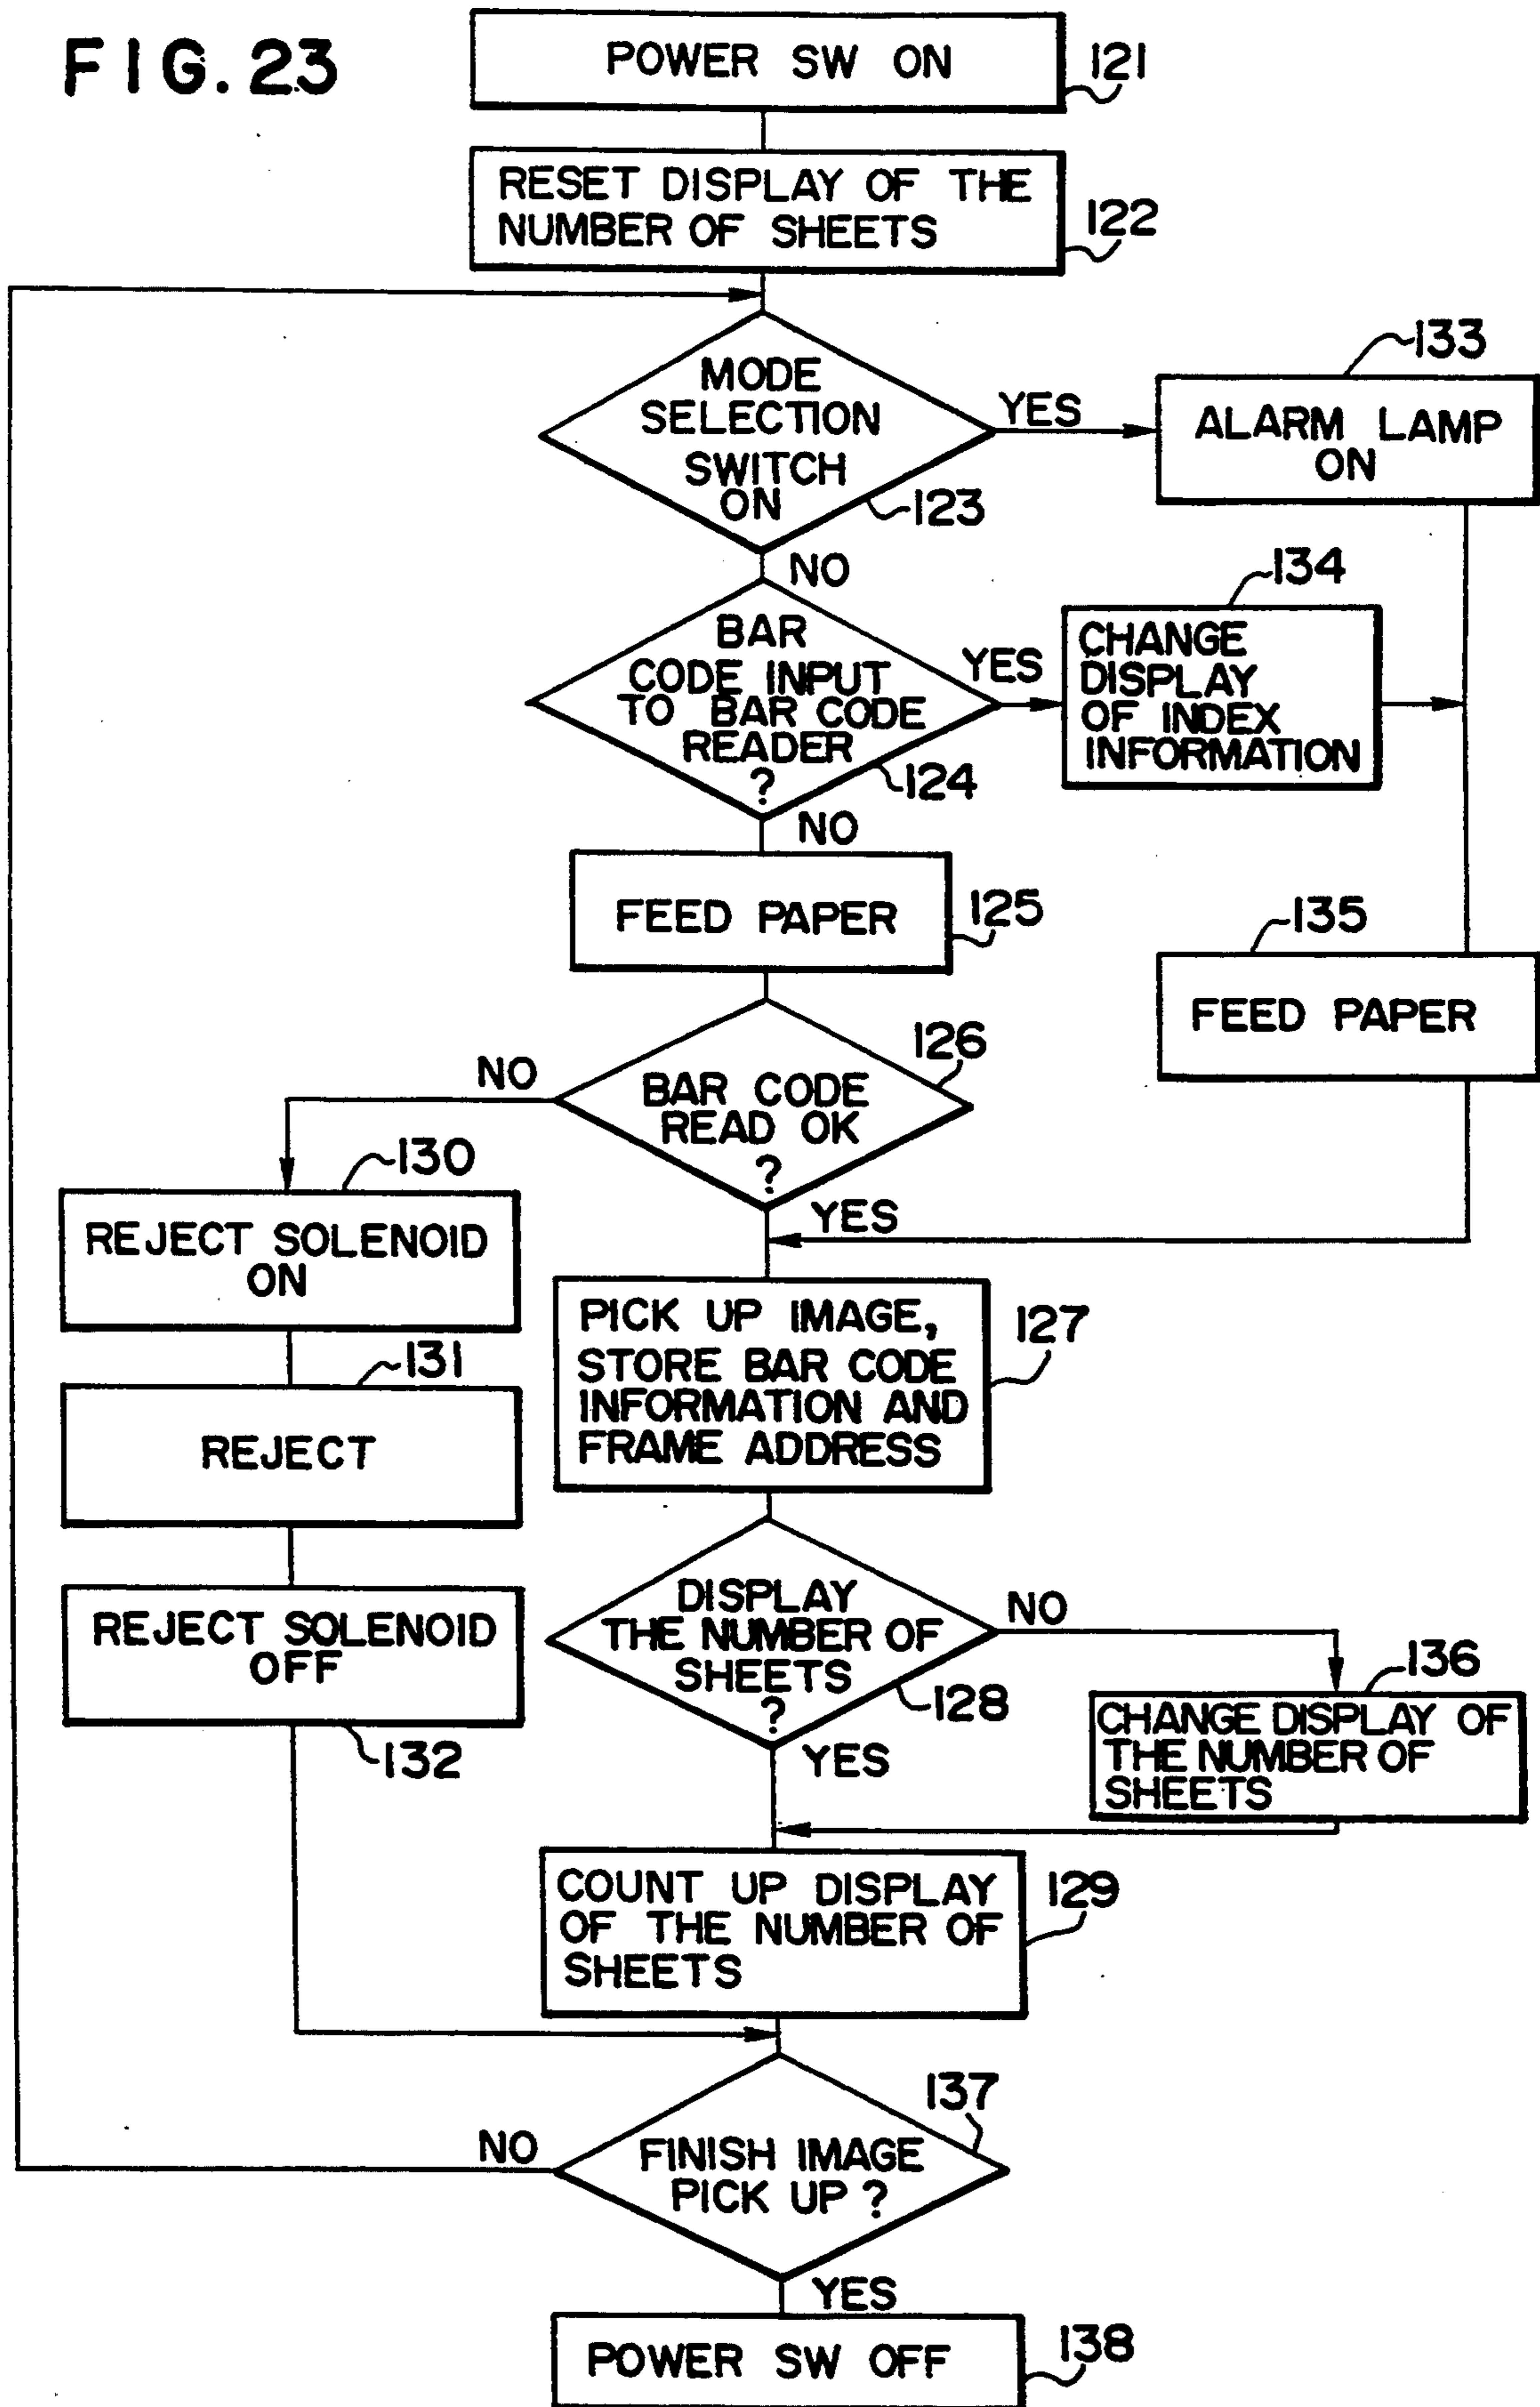 FIG. 23
POWER SW ON
121
RESET DISPLAY OF THE
NUMBER OF SHEETS
122
MODE
SELECTION
SWITCH
ON
123
YES
133
ALARM LAMP
ON
NO
BAR
CODE INPUT
TO BAR CODE
READER
?
124
YES
134
CHANGE
DISPLAY
OF INDEX
INFORMATION
NO
FEED PAPER
125
135
FEED PAPER
126
BAR CODE
READ OK
?
NO
YES
130
REJECT SOLENOID
ON
131
REJECT
REJECT SOLENOID
OFF
132
PICK UP IMAGE,
STORE BAR CODE
INFORMATION AND
FRAME ADDRESS
127
DISPLAY
THE NUMBER OF
SHEETS
?
128
NO
136
CHANGE DISPLAY OF
THE NUMBER OF
SHEETS
YES
COUNT UP DISPLAY
OF THE NUMBER OF
SHEETS
129
137
FINISH IMAGE
PICK UP ?
NO
YES
POWER SW OFF
138